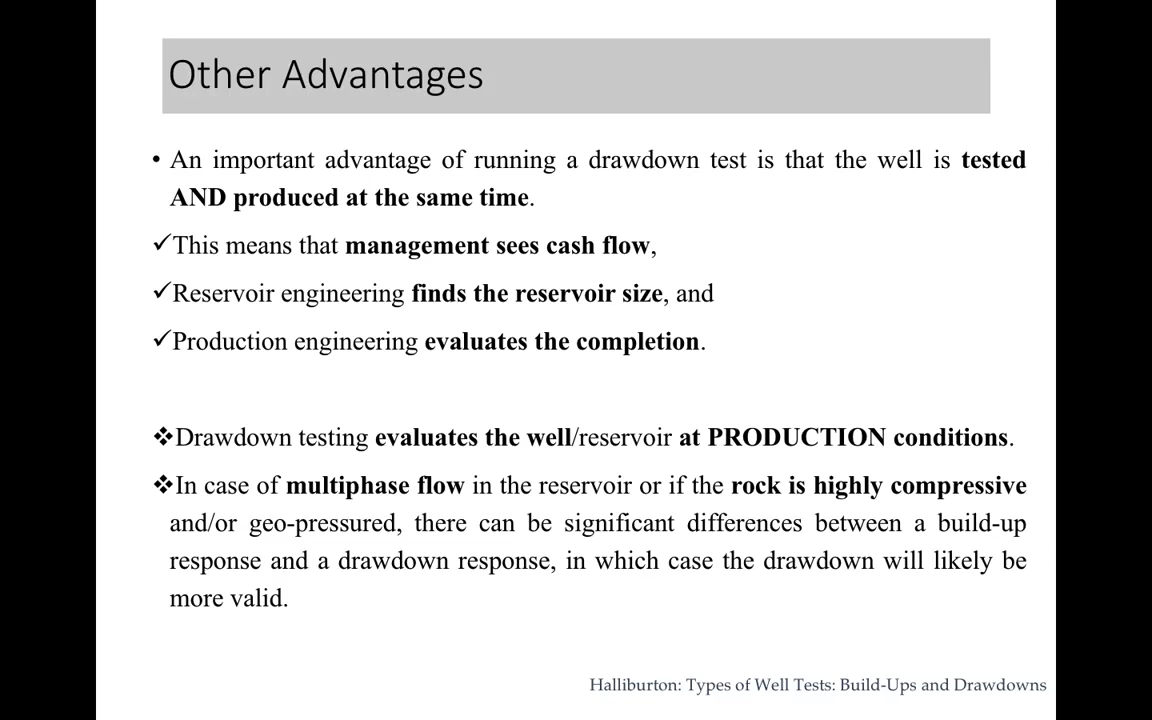 Other Advantages
• An important advantage of running a drawdown test is that the well is tested
AND produced at the same time.
✓This means that management sees cash flow,
✓Reservoir engineering finds the reservoir size, and
✓Production engineering evaluates the completion.
❖Drawdown testing evaluates the well/reservoir at PRODUCTION conditions.
❖In case of multiphase flow in the reservoir or if the rock is highly compressive
and/or geo-pressured, there can be significant differences between a build-up
response and a drawdown response, in which case the drawdown will likely be
more valid.
Halliburton: Types of Well Tests: Build-Ups and Drawdowns